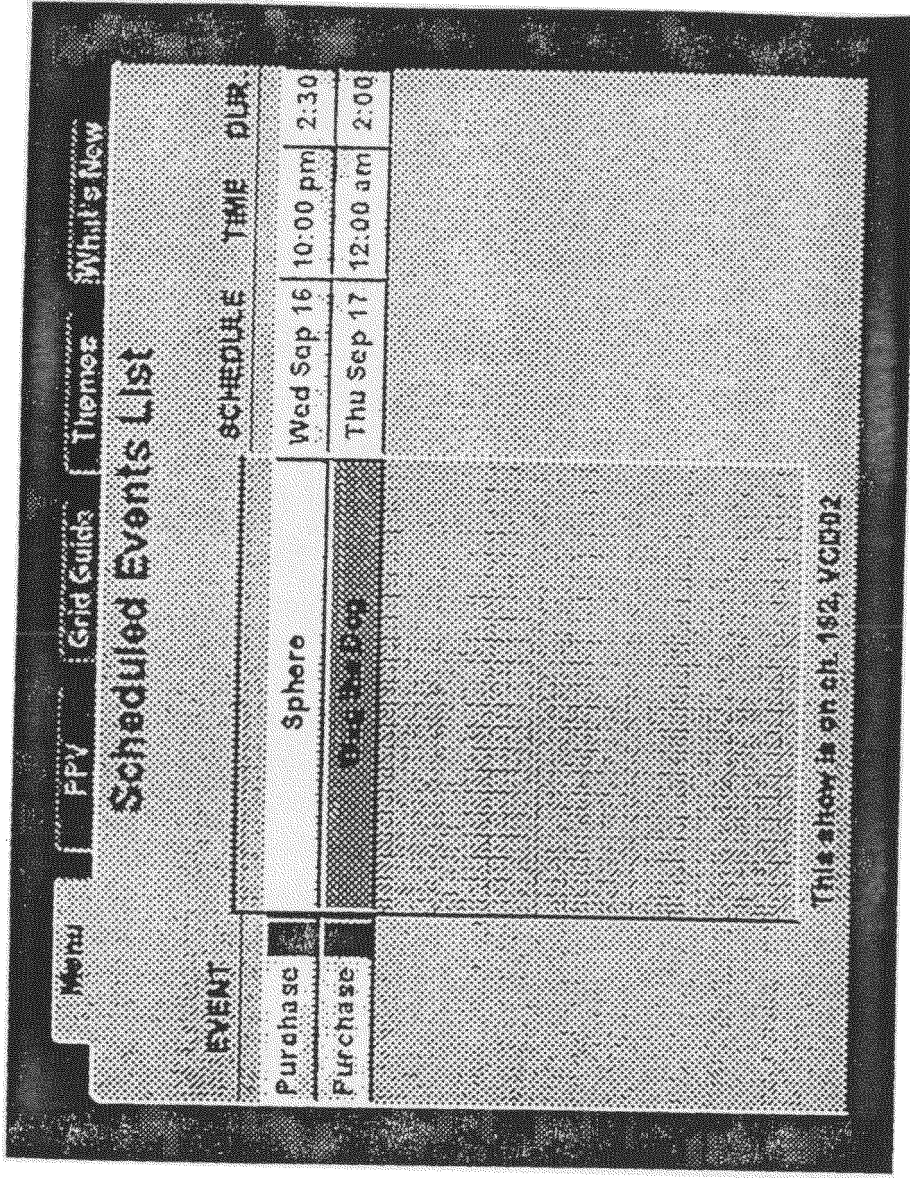 Menu PPV Grid Guide Themes What's New
Scheduled Events List
EVENT SCHEDULE TIME DUR.
Purchase Sphere Wed Sep 16 10:00 pm 2:30
Purchase the Dog Thu Sep 17 12:00 am 2:00
This show is on ch. 152,